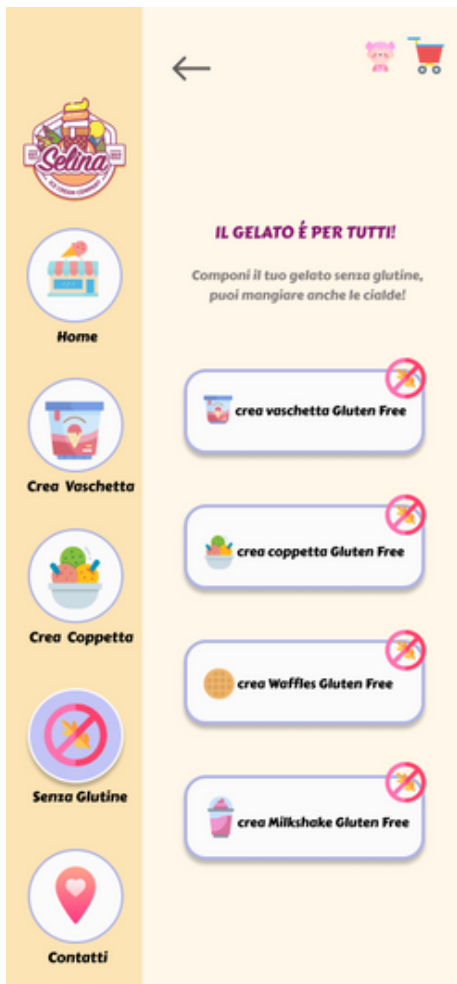 Selina
ICE CREAM COMPANY
Home
Crea Vaschetta
Crea Coppetta
Senza Glutine
Contatti
IL GELATO É PER TUTTI!
Componi il tuo gelato senza glutine,
puoi mangiare anche le cialde!
crea vaschetta Gluten Free
crea coppetta Gluten Free
crea Waffles Gluten Free
crea Milkshake Gluten Free